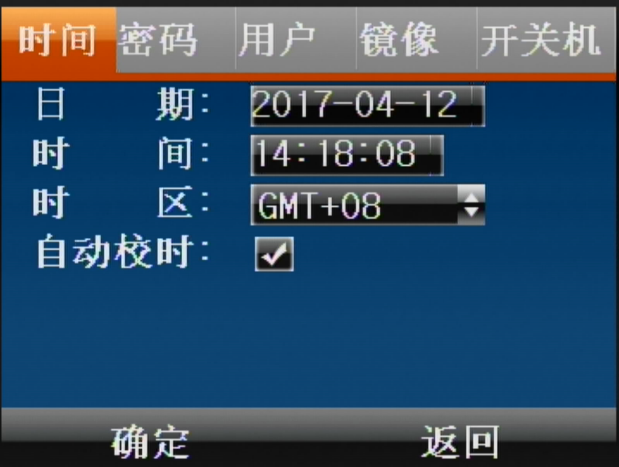 时间 密码 用户 镜像 开关机
日 期: 2017-04-12
时 间: 14:18:08
时 区: GMT+08
自动校时:
确定 返回